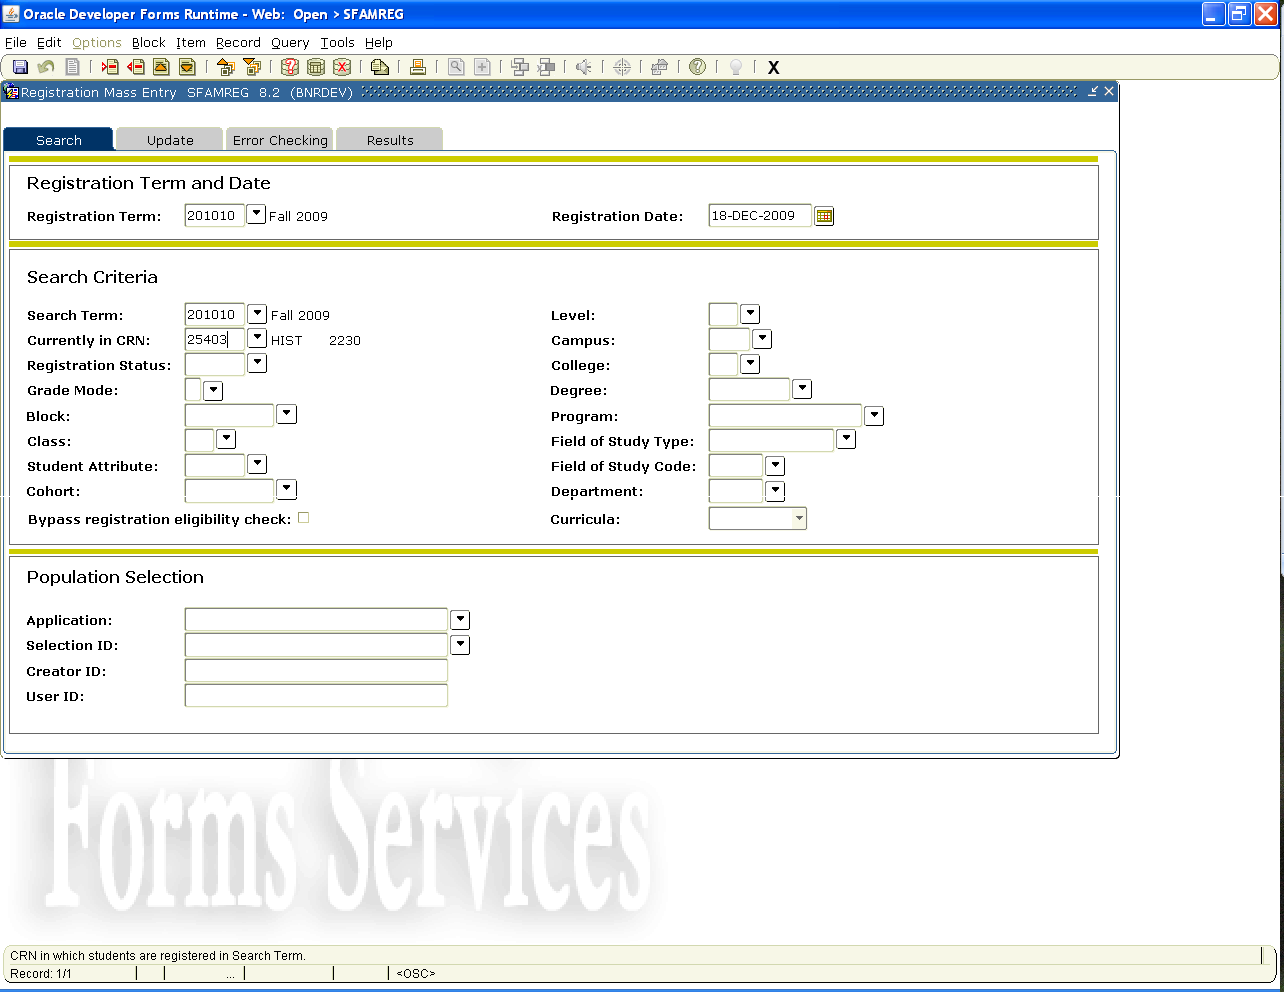 Oracle Developer Forms Runtime - Web: Open > SFAMREG
File Edit Options Block Item Record Query Tools Help
X
Registration Mass Entry SFAMREG 8.2 (BNRDEV)
Search Update Error Checking Results
Registration Term and Date
Registration Term: 201010 Fall 2009 Registration Date: 18-DEC-2009
Search Criteria
Search Term: 201010 Fall 2009 Level:
Currently in CRN: 25403 HIST 2230 Campus:
Registration Status: College:
Grade Mode: Degree:
Block: Program:
Class: Field of Study Type:
Student Attribute: Field of Study Code:
Cohort: Department:
Bypass registration eligibility check: Curricula:
Population Selection
Application:
Selection ID:
Creator ID:
User ID:
Forms Services
CRN in which students are registered in Search Term.
Record: 1/1 ... <OSC>